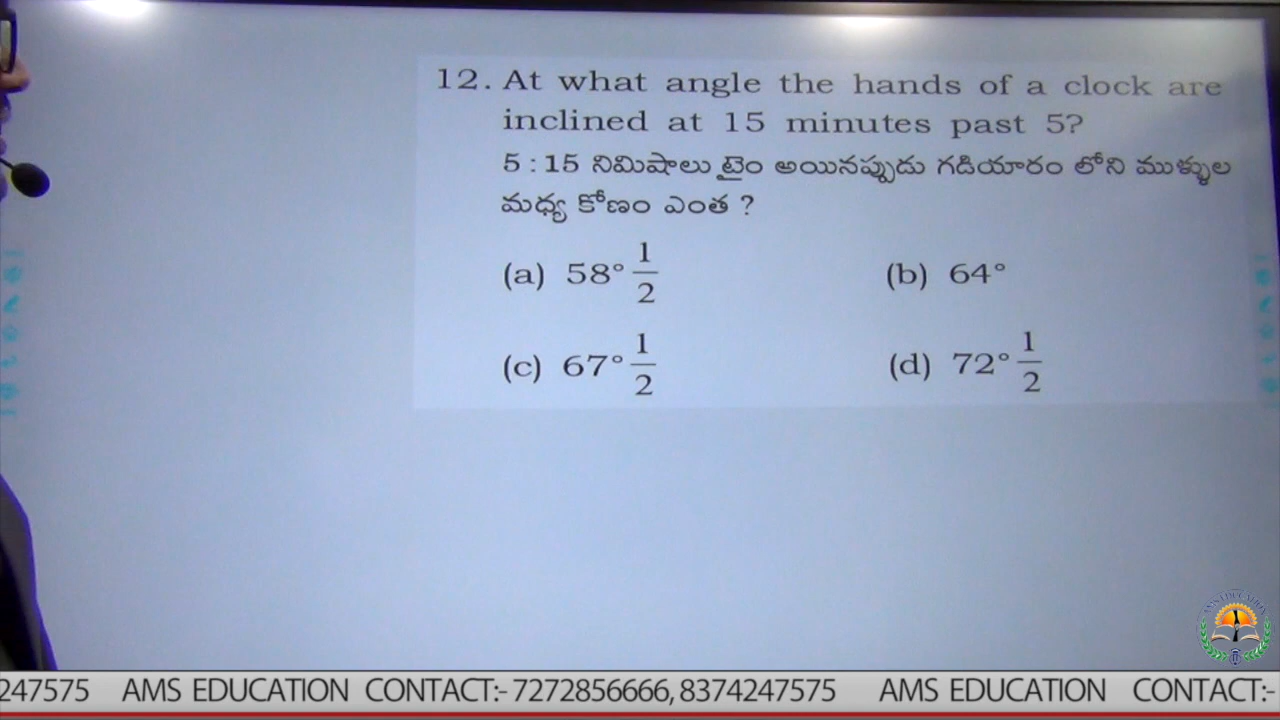 12. At what angle the hands of a clock are
inclined at 15 minutes past 5?
5 : 15 నిమిషాలు టైం అయినప్పుడు గడియారం లోని ముళ్ళుల
మధ్య కోణం ఎంత ?
(a) 58° 1/2 (b) 64°
(c) 67° 1/2 (d) 72° 1/2
AMS EDUCATION
247575 AMS EDUCATION CONTACT:- 7272856666, 8374247575 AMS EDUCATION CONTACT:-